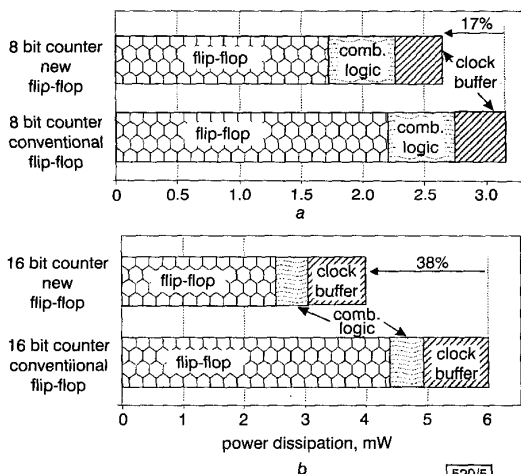 17%
8 bit counter
new
flip-flop
flip-flop
comb.
logic
clock
buffer
8 bit counter
conventional
flip-flop
flip-flop
comb.
logic
0 0.5 1.0 1.5 2.0 2.5 3.0
a
16 bit counter
new
flip-flop
flip-flop
clock
buffer
38%
comb.
logic
16 bit counter
conventiional
flip-flop
flip-flop
clock
buffer
0 1 2 3 4 5 6
power dissipation, mW
b
520/5